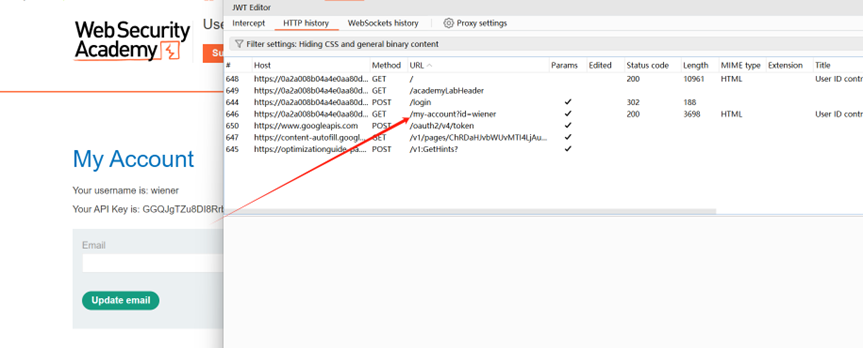 JWT Editor
Intercept HTTP history WebSockets history Proxy settings
Filter settings: Hiding CSS and general binary content
# Host Method URL Params Edited Status code Length MIME type Extension Title
648 https://0a2a008b04a4e0aa80d... GET / 200 10961 HTML User ID contr
649 https://0a2a008b04a4e0aa80d... GET /academyLabHeader
644 https://0a2a008b04a4e0aa80d... POST /login ✓ 302 188
646 https://0a2a008b04a4e0aa80d... GET /my-account?id=wiener ✓ 200 3698 HTML User ID contr
650 https://www.googleapis.com POST /oauth2/v4/token ✓
647 https://content-autofill.googl... GET /v1/pages/ChRDaHJvbWUvMTI4LjAu... ✓
645 https://optimizationguide-pa.... POST /v1:GetHints? ✓
Web Security
Academy
Use
Su
My Account
Your username is: wiener
Your API Key is:
Email
Update email